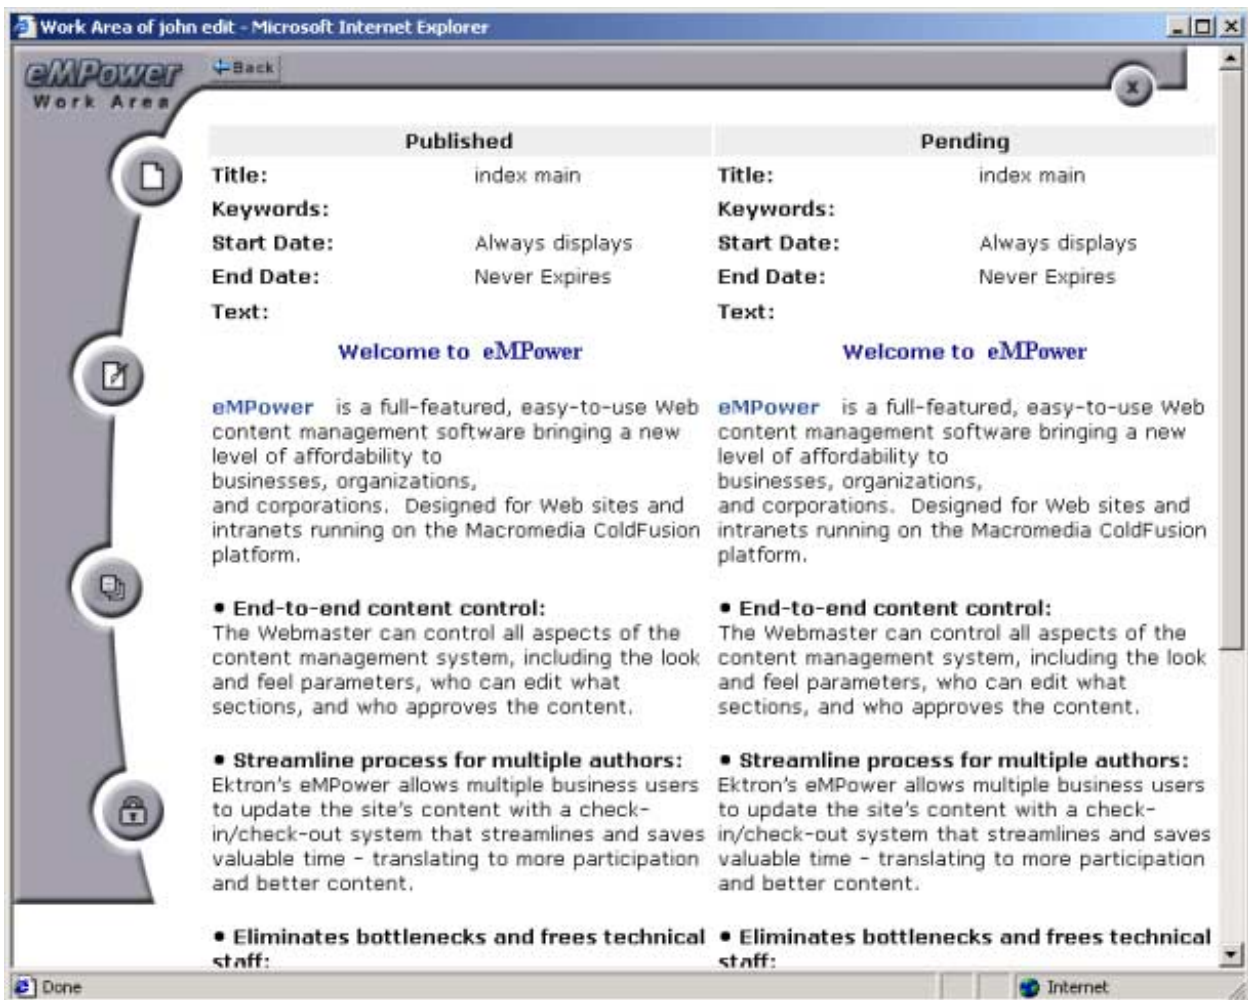 Work Area of john edit - Microsoft Internet Explorer
eMPower
Work Area
Back
x
Published
Title: index main
Keywords:
Start Date: Always displays
End Date: Never Expires
Text:
Welcome to eMPower
eMPower is a full-featured, easy-to-use Web
content management software bringing a new
level of affordability to
businesses, organizations,
and corporations. Designed for Web sites and
intranets running on the Macromedia ColdFusion
platform.
• End-to-end content control:
The Webmaster can control all aspects of the
content management system, including the look
and feel parameters, who can edit what
sections, and who approves the content.
• Streamline process for multiple authors:
Ektron's eMPower allows multiple business users
to update the site's content with a check-
in/check-out system that streamlines and saves
valuable time - translating to more participation
and better content.
• Eliminates bottlenecks and frees technical
staff:
Pending
Title: index main
Keywords:
Start Date: Always displays
End Date: Never Expires
Text:
Welcome to eMPower
eMPower is a full-featured, easy-to-use Web
content management software bringing a new
level of affordability to
businesses, organizations,
and corporations. Designed for Web sites and
intranets running on the Macromedia ColdFusion
platform.
• End-to-end content control:
The Webmaster can control all aspects of the
content management system, including the look
and feel parameters, who can edit what
sections, and who approves the content.
• Streamline process for multiple authors:
Ektron's eMPower allows multiple business users
to update the site's content with a check-
in/check-out system that streamlines and saves
valuable time - translating to more participation
and better content.
• Eliminates bottlenecks and frees technical
staff:
Done
Internet